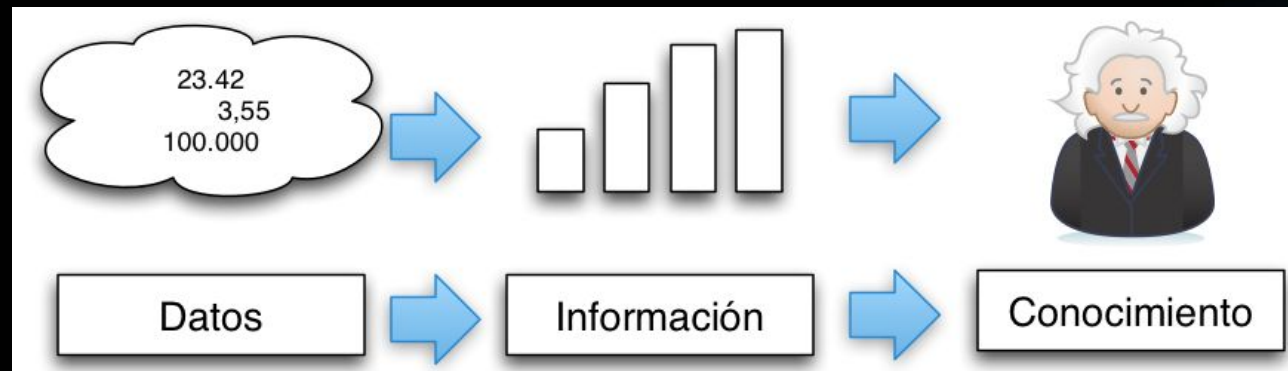 23.42
3,55
100.000
Datos
Información
Conocimiento